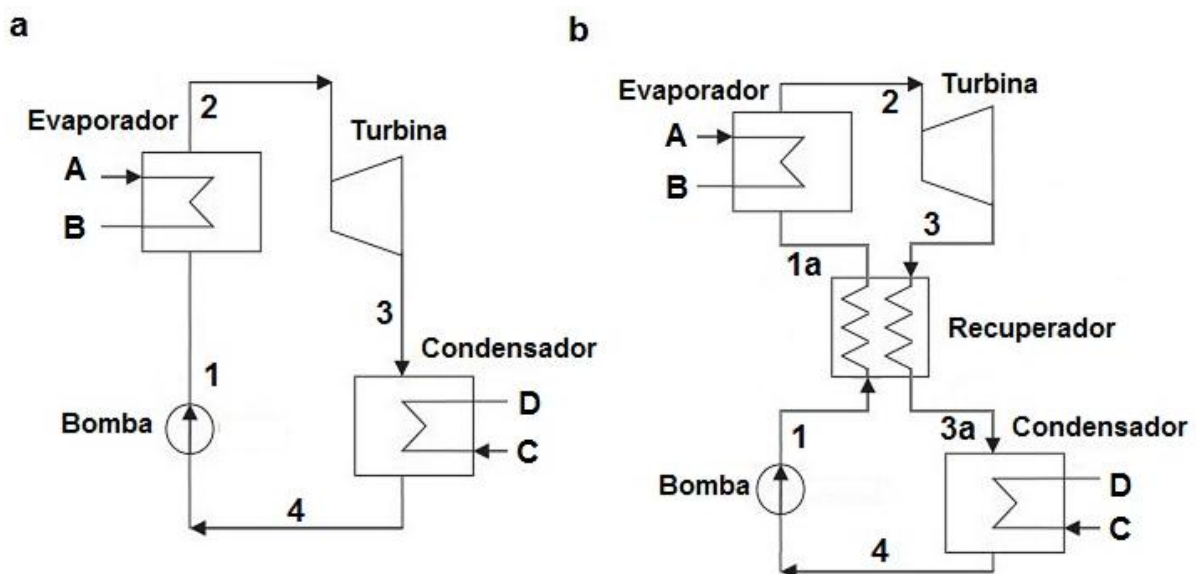 a
Evaporador
2
Turbina
A
B
3
Condensador
1
D
Bomba
C
4
b
Evaporador
2
Turbina
A
B
3
1a
Recuperador
1
3a
Condensador
Bomba
D
C
4